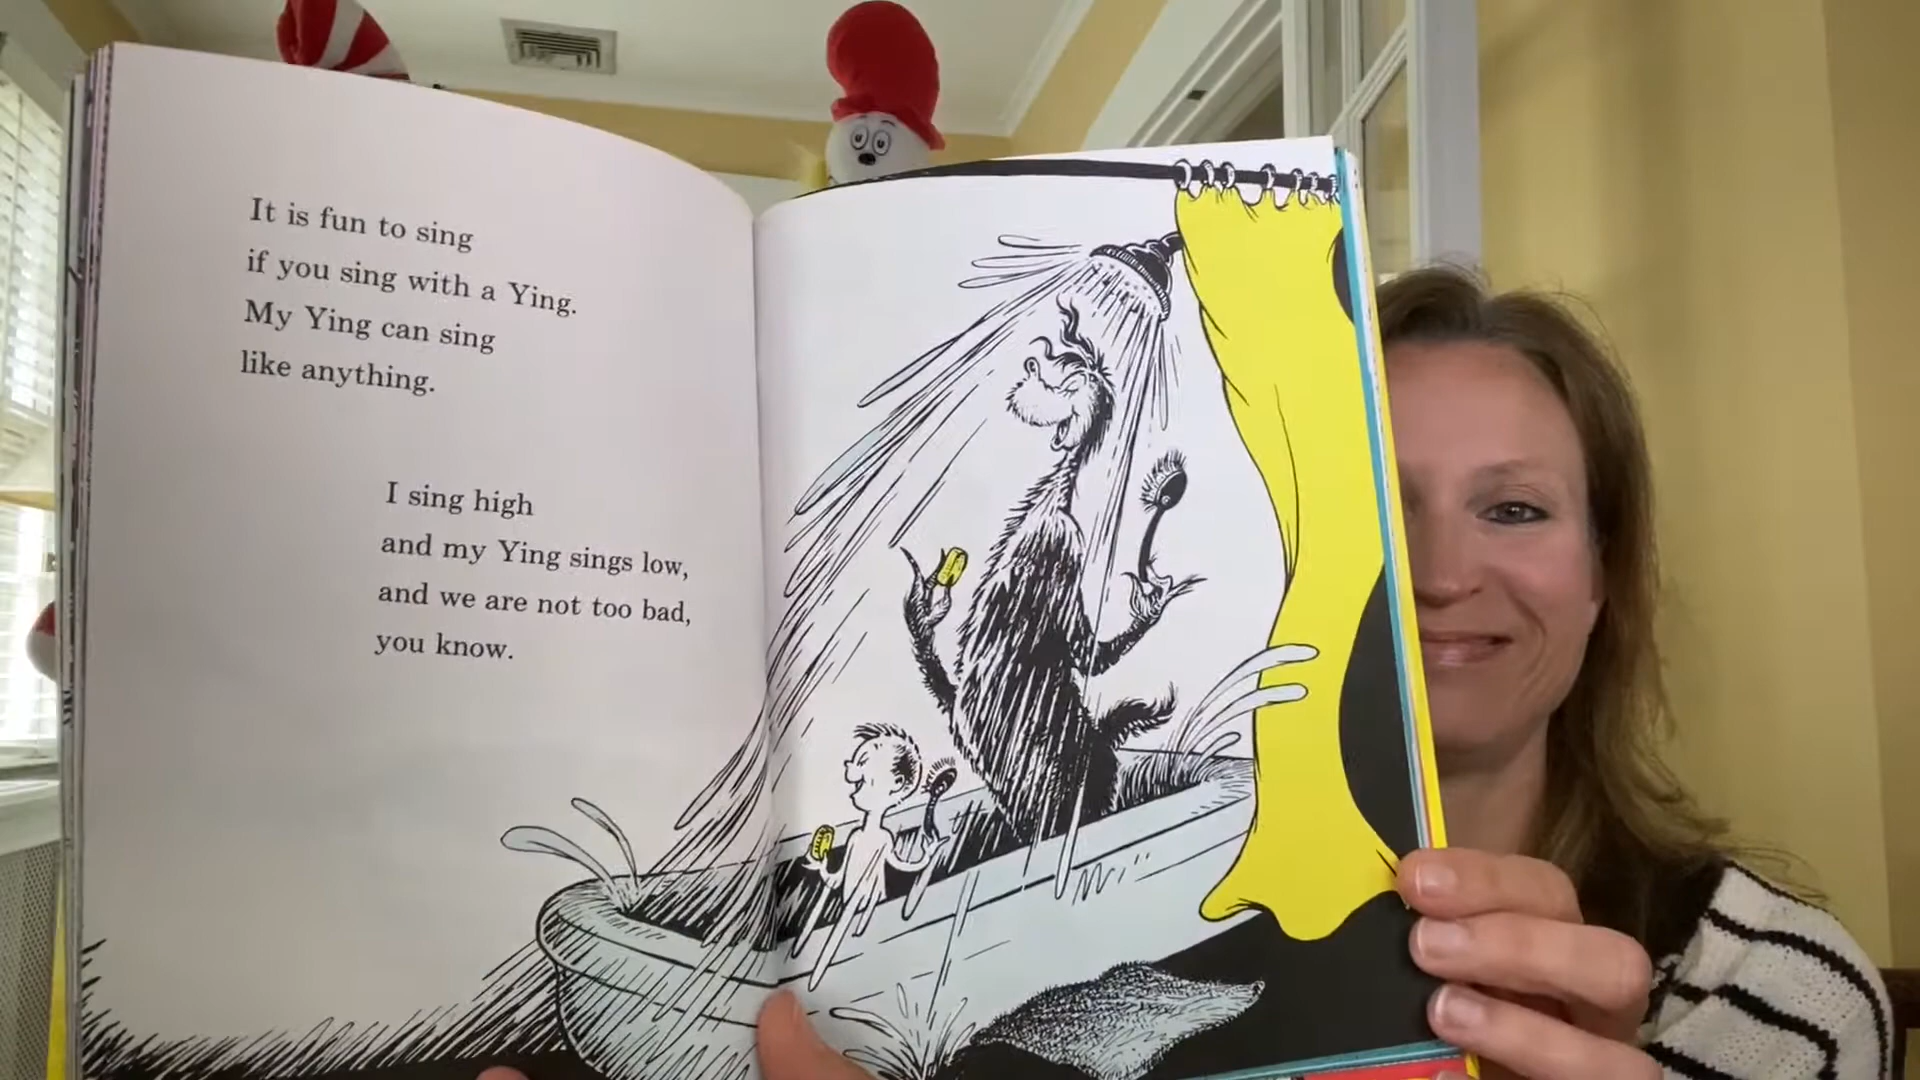 It is fun to sing
if you sing with a Ying.
My Ying can sing
like anything.
I sing high
and my Ying sings low,
and we are not too bad,
you know.